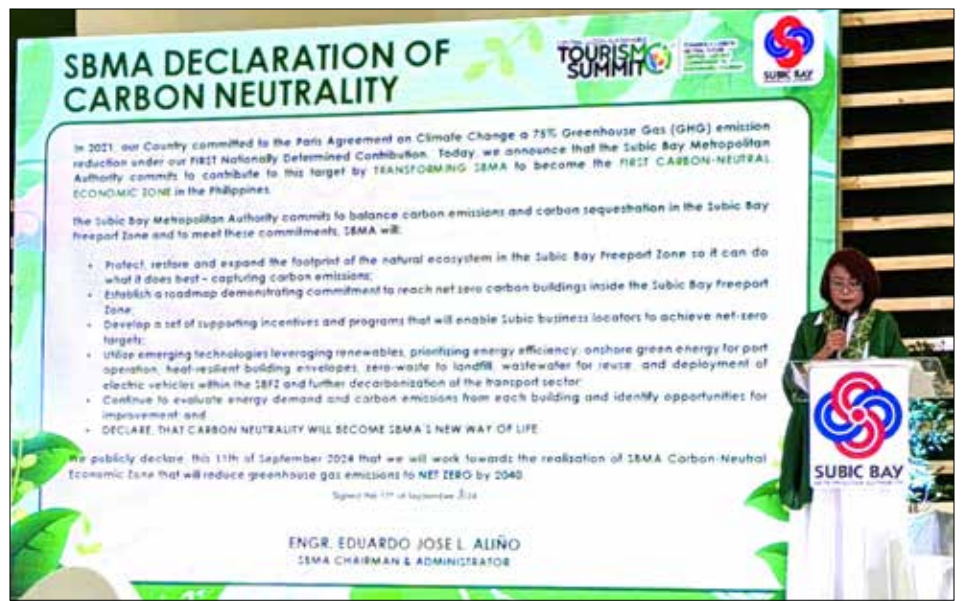 SBMA DECLARATION OF
CARBON NEUTRALITY
TOURISM
SUMMIT
SUBIC BAY
In 2021, our Country committed to the Paris Agreement on Climate Change a 75% Greenhouse Gas (GHG) emission
reduction under our FIRST Nationally Determined Contribution. Today, we announce that the Subic Bay Metropolitan
Authority commits to contribute to this target by TRANSFORMING SBMA to become the FIRST CARBON-NEUTRAL
ECONOMIC ZONE in the Philippines.
The Subic Bay Metropolitan Authority commits to balance carbon emissions and carbon sequestration in the Subic Bay
Freeport Zone and to meet these commitments, SBMA will:
• Protect, restore and expand the footprint of the natural ecosystem in the Subic Bay Freeport Zone so it can do
what it does best – capturing carbon emissions;
• Establish a roadmap demonstrating commitment to reach net zero carbon buildings inside the Subic Bay Freeport
Zone;
• Develop a set of supporting incentives and programs that will enable Subic business locators to achieve net-zero
targets;
• Utilize emerging technologies leveraging renewables, prioritizing energy efficiency, onshore green energy for port
operation, heat-resilient building envelopes, zero-waste to landfill, wastewater for reuse, and deployment of
electric vehicles within the SBFZ and further decarbonization of the transport sector;
• Continue to evaluate energy demand and carbon emissions from each building and identify opportunities for
improvement; and
• DECLARE, THAT CARBON NEUTRALITY WILL BECOME SBMA'S NEW WAY OF LIFE
We publicly declare, this 11th of September 2024 that we will work towards the realization of SBMA Carbon-Neutral
Economic Zone that will reduce greenhouse gas emissions to NET ZERO by 2040.
Signed this 11th of September 2024
ENGR. EDUARDO JOSE L. ALIÑO
SBMA CHAIRMAN & ADMINISTRATOR
SUBIC BAY
METROPOLITAN AUTHORITY